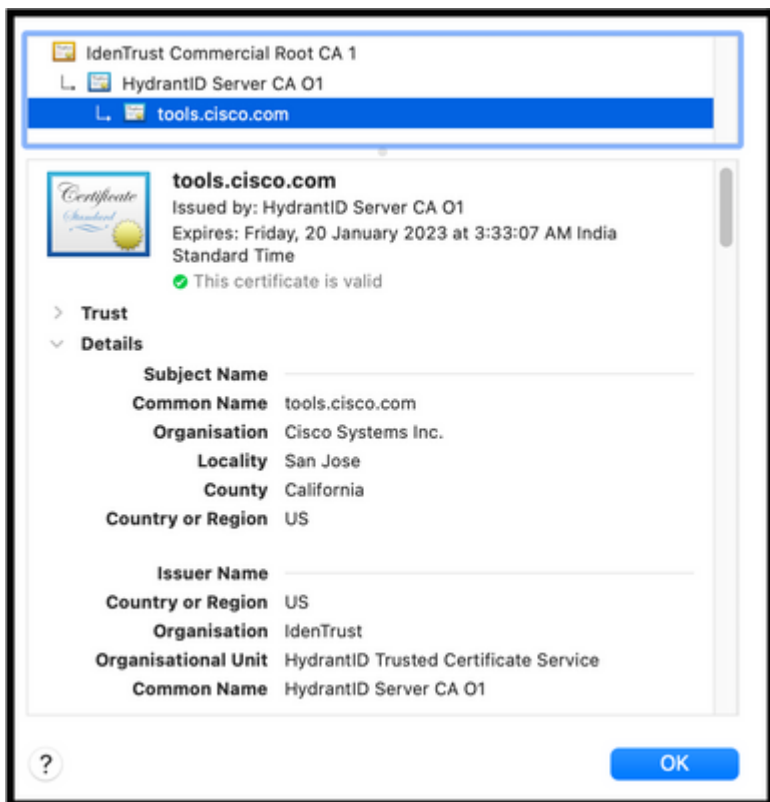 IdenTrust Commercial Root CA 1
HydrantID Server CA O1
tools.cisco.com
Certificate
Standard
tools.cisco.com
Issued by: HydrantID Server CA O1
Expires: Friday, 20 January 2023 at 3:33:07 AM India
Standard Time
This certificate is valid
Trust
Details
Subject Name
Common Name tools.cisco.com
Organisation Cisco Systems Inc.
Locality San Jose
County California
Country or Region US
Issuer Name
Country or Region US
Organisation IdenTrust
Organisational Unit HydrantID Trusted Certificate Service
Common Name HydrantID Server CA O1
?
OK